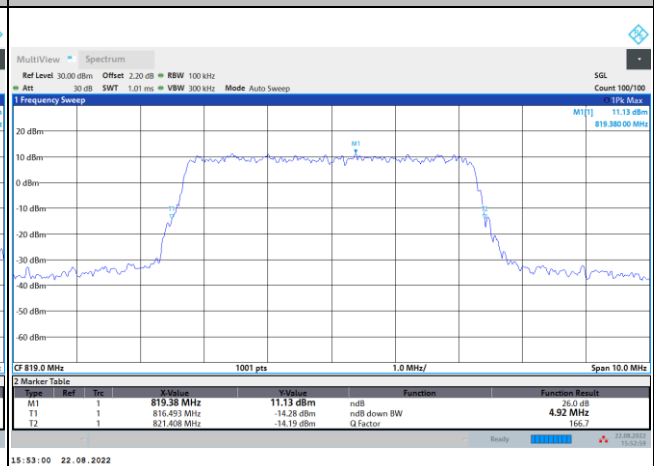 MultiView Spectrum
Ref Level 30.00 dBm Offset 2.20 dB RBW 100 kHz SGL
Att 30 dB SWT 1.01 ms VBW 300 kHz Mode Auto Sweep Count 100/100
1 Frequency Sweep 1Pk Max
M1[1] 11.13 dBm
819.380 00 MHz
M1
20 dBm
10 dBm
0 dBm
-10 dBm
T1 T2
-20 dBm
-30 dBm
-40 dBm
-50 dBm
-60 dBm
CF 819.0 MHz 1001 pts 1.0 MHz/ Span 10.0 MHz
2 Marker Table
Type Ref Trc X-Value Y-Value Function Function Result
M1 1 819.38 MHz 11.13 dBm ndB 26.0 dB
T1 1 816.493 MHz -14.28 dBm ndB down BW 4.92 MHz
T2 1 821.408 MHz -14.19 dBm Q Factor 166.7
Ready 22.08.2022
15:52:59
15:53:00 22.08.2022